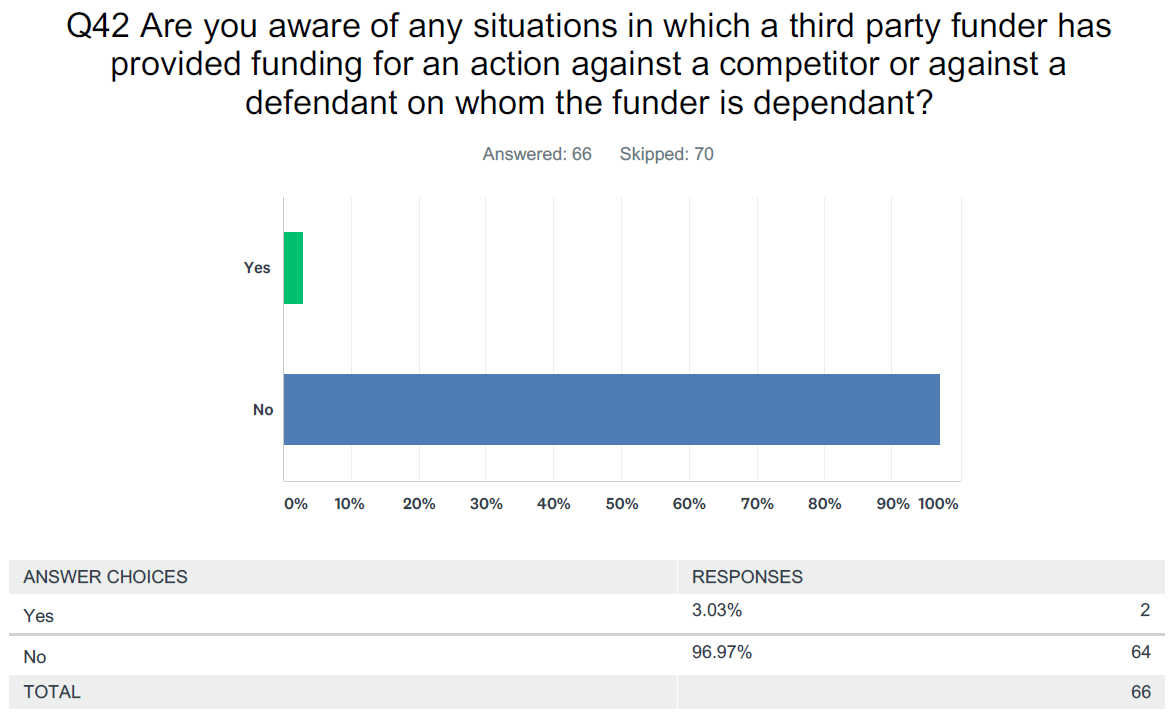 Q42 Are you aware of any situations in which a third party funder has
provided funding for an action against a competitor or against a
defendant on whom the funder is dependant?
Answered: 66 Skipped: 70
Yes
No
0% 10% 20% 30% 40% 50% 60% 70% 80% 90% 100%
ANSWER CHOICES RESPONSES
Yes 3.03% 2
No 96.97% 64
TOTAL 66